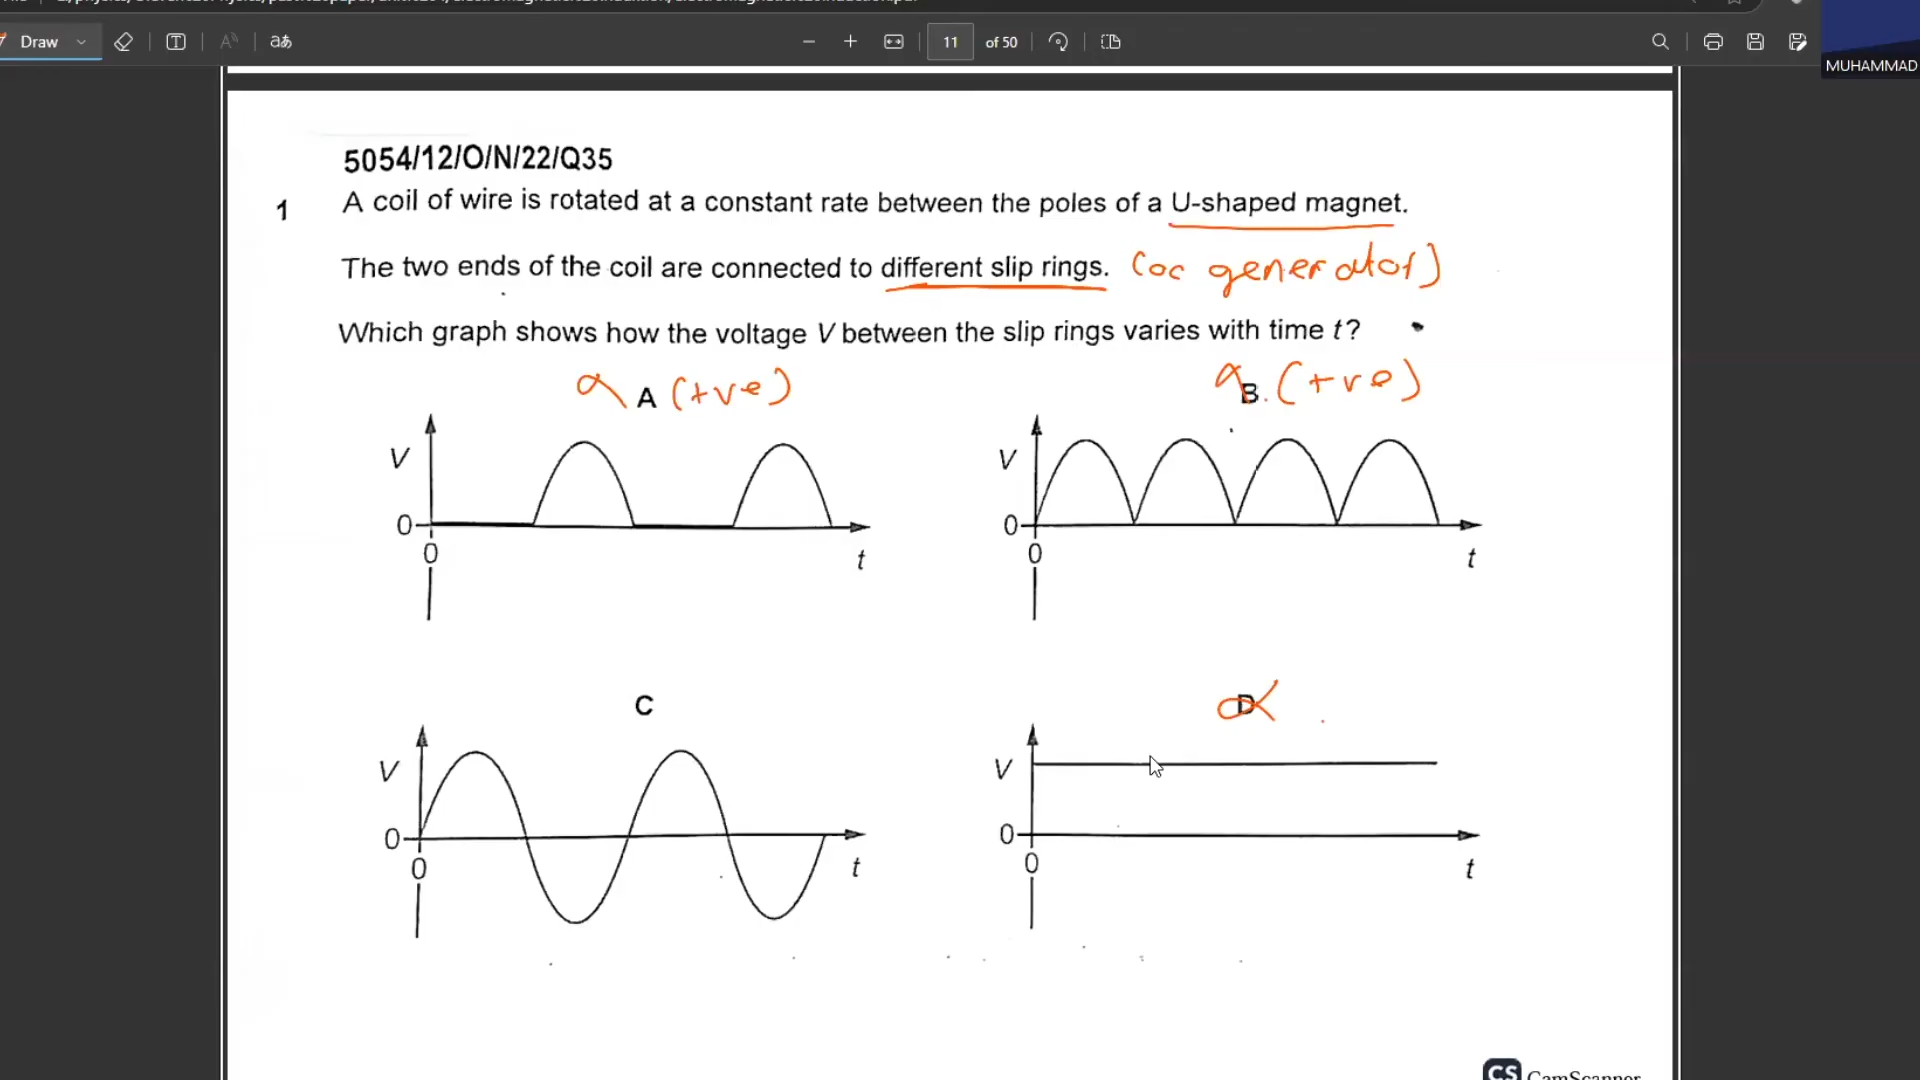 Draw
aあ
11 of 50
MUHAMMAD
5054/12/O/N/22/Q35
1 A coil of wire is rotated at a constant rate between the poles of a U-shaped magnet.
The two ends of the coil are connected to different slip rings. (ac generator)
Which graph shows how the voltage V between the slip rings varies with time t?
A (+ve)
B. (+ve)
V
0
0
t
V
0
0
t
C
D
V
0
0
t
V
0
0
t
CS CamScanner